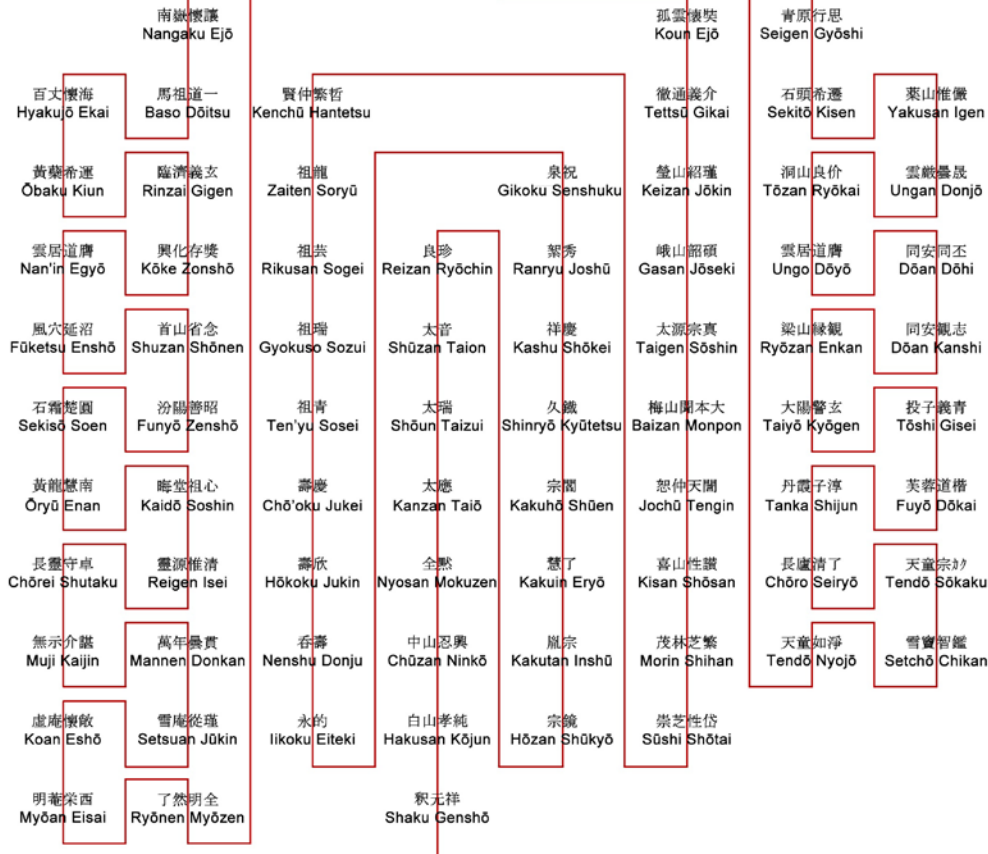 南嶽懷讓
Nangaku Ejō
孤雲懐奘
Koun Ejō
青原行思
Seigen Gyōshi
百丈懷海
Hyakujō Ekai
馬祖道一
Baso Dōitsu
賢仲繁哲
Kenchū Hantetsu
徹通義介
Tettsū Gikai
石頭希遷
Sekitō Kisen
薬山惟儼
Yakusan Igen
黃蘗希運
Ōbaku Kiun
臨濟義玄
Rinzai Gigen
祖龍
Zaiten Soryū
泉祝
Gikoku Senshuku
瑩山紹瑾
Keizan Jōkin
洞山良价
Tōzan Ryōkai
雲厳曇晟
Ungan Donjō
雲居道膺
Nan'in Egyō
興化存獎
Kōke Zonshō
祖芸
Rikusan Sogei
良珍
Reizan Ryōchin
絮秀
Ranryu Joshū
峨山韶碩
Gasan Jōseki
雲居道膺
Ungo Dōyō
同安同丕
Dōan Dōhi
風穴延沼
Fūketsu Enshō
首山省念
Shuzan Shōnen
祖瑞
Gyokuso Sozui
太音
Shūzan Taion
祥慶
Kashu Shōkei
太源宗真
Taigen Sōshin
梁山縁観
Ryōzan Enkan
同安観志
Dōan Kanshi
石霜楚圓
Sekisō Soen
汾陽善昭
Funyō Zenshō
祖青
Ten'yu Sosei
太瑞
Shōun Taizui
久鐵
Shinryō Kyūtetsu
梅山聞本大
Baizan Monpon
大陽警玄
Taiyō Kyōgen
投子義青
Tōshi Gisei
黃龍慧南
Ōryū Enan
晦堂祖心
Kaidō Soshin
壽慶
Chō'oku Jukei
太應
Kanzan Taiō
宗閣
Kakuhō Shūen
恕仲天誾
Jochū Tengin
丹霞子淳
Tanka Shijun
芙蓉道楷
Fuyō Dōkai
長靈守卓
Chōrei Shutaku
靈源惟清
Reigen Isei
壽欣
Hōkoku Jukin
全黙
Nyosan Mokuzen
慧了
Kakuin Eryō
喜山性讃
Kisan Shōsan
長廬清了
Chōro Seiryō
天童宗ｶｸ
Tendō Sōkaku
無示介諶
Muji Kaijin
萬年曇貫
Mannen Donkan
呑壽
Nenshu Donju
中山忍興
Chūzan Ninkō
胤宗
Kakutan Inshū
茂林芝繁
Morin Shihan
天童如淨
Tendō Nyojō
雪竇智鑑
Setchō Chikan
虚庵懐敞
Koan Eshō
雪庵從瑾
Setsuan Jūkin
永的
Iikoku Eiteki
白山孝純
Hakusan Kōjun
宗鏡
Hōzan Shūkyō
崇芝性岱
Sūshi Shōtai
明菴栄西
Myōan Eisai
了然明全
Ryōnen Myōzen
釈元祥
Shaku Genshō